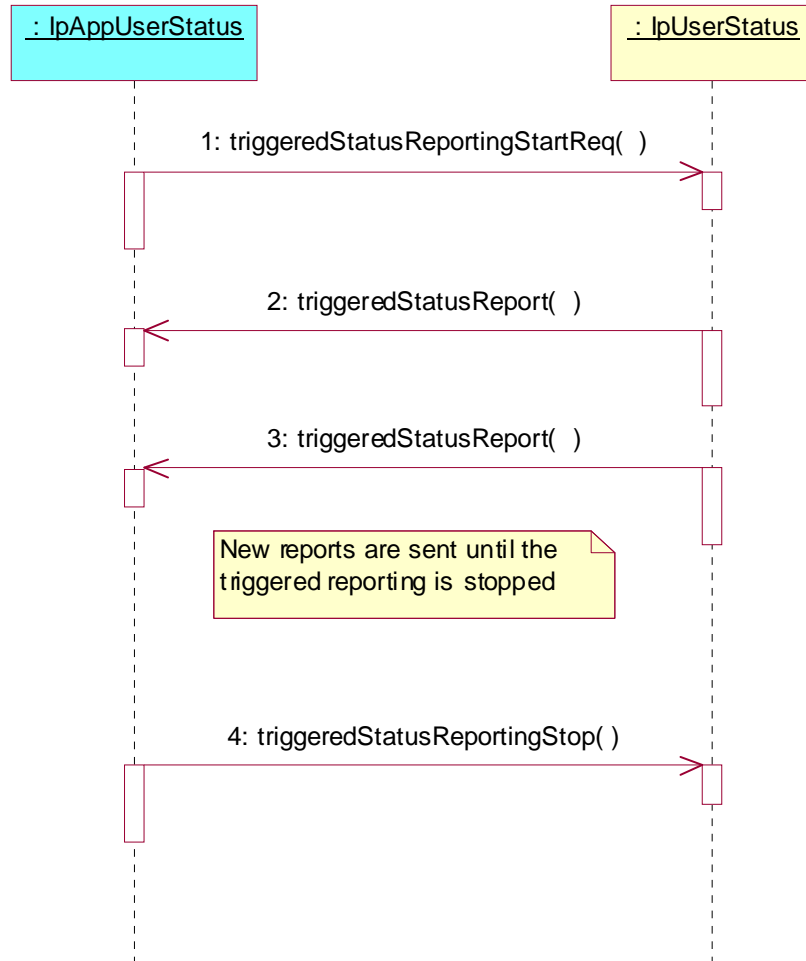 : IpAppUserStatus
: IpUserStatus
1: triggeredStatusReportingStartReq( )
2: triggeredStatusReport( )
3: triggeredStatusReport( )
New reports are sent until the
triggered reporting is stopped
4: triggeredStatusReportingStop( )